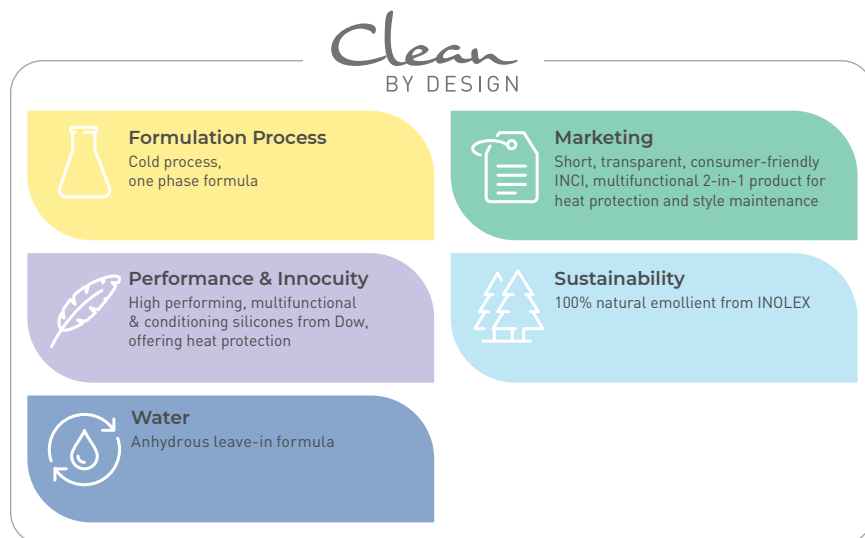 Clean
BY DESIGN
Formulation Process
Cold process,
one phase formula
Marketing
Short, transparent, consumer-friendly
INCI, multifunctional 2-in-1 product for
heat protection and style maintenance
Performance & Innocuity
High performing, multifunctional
& conditioning silicones from Dow,
offering heat protection
Sustainability
100% natural emollient from INOLEX
Water
Anhydrous leave-in formula